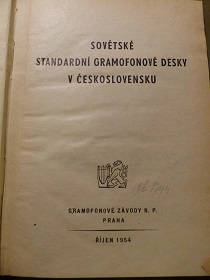 SOVĚTSKÉ
STANDARDNÍ GRAMOFONOVÉ DESKY
V ČESKOSLOVENSKU
GRAMOFONOVÉ ZÁVODY N. P.
PRAHA
ŘÍJEN 1954